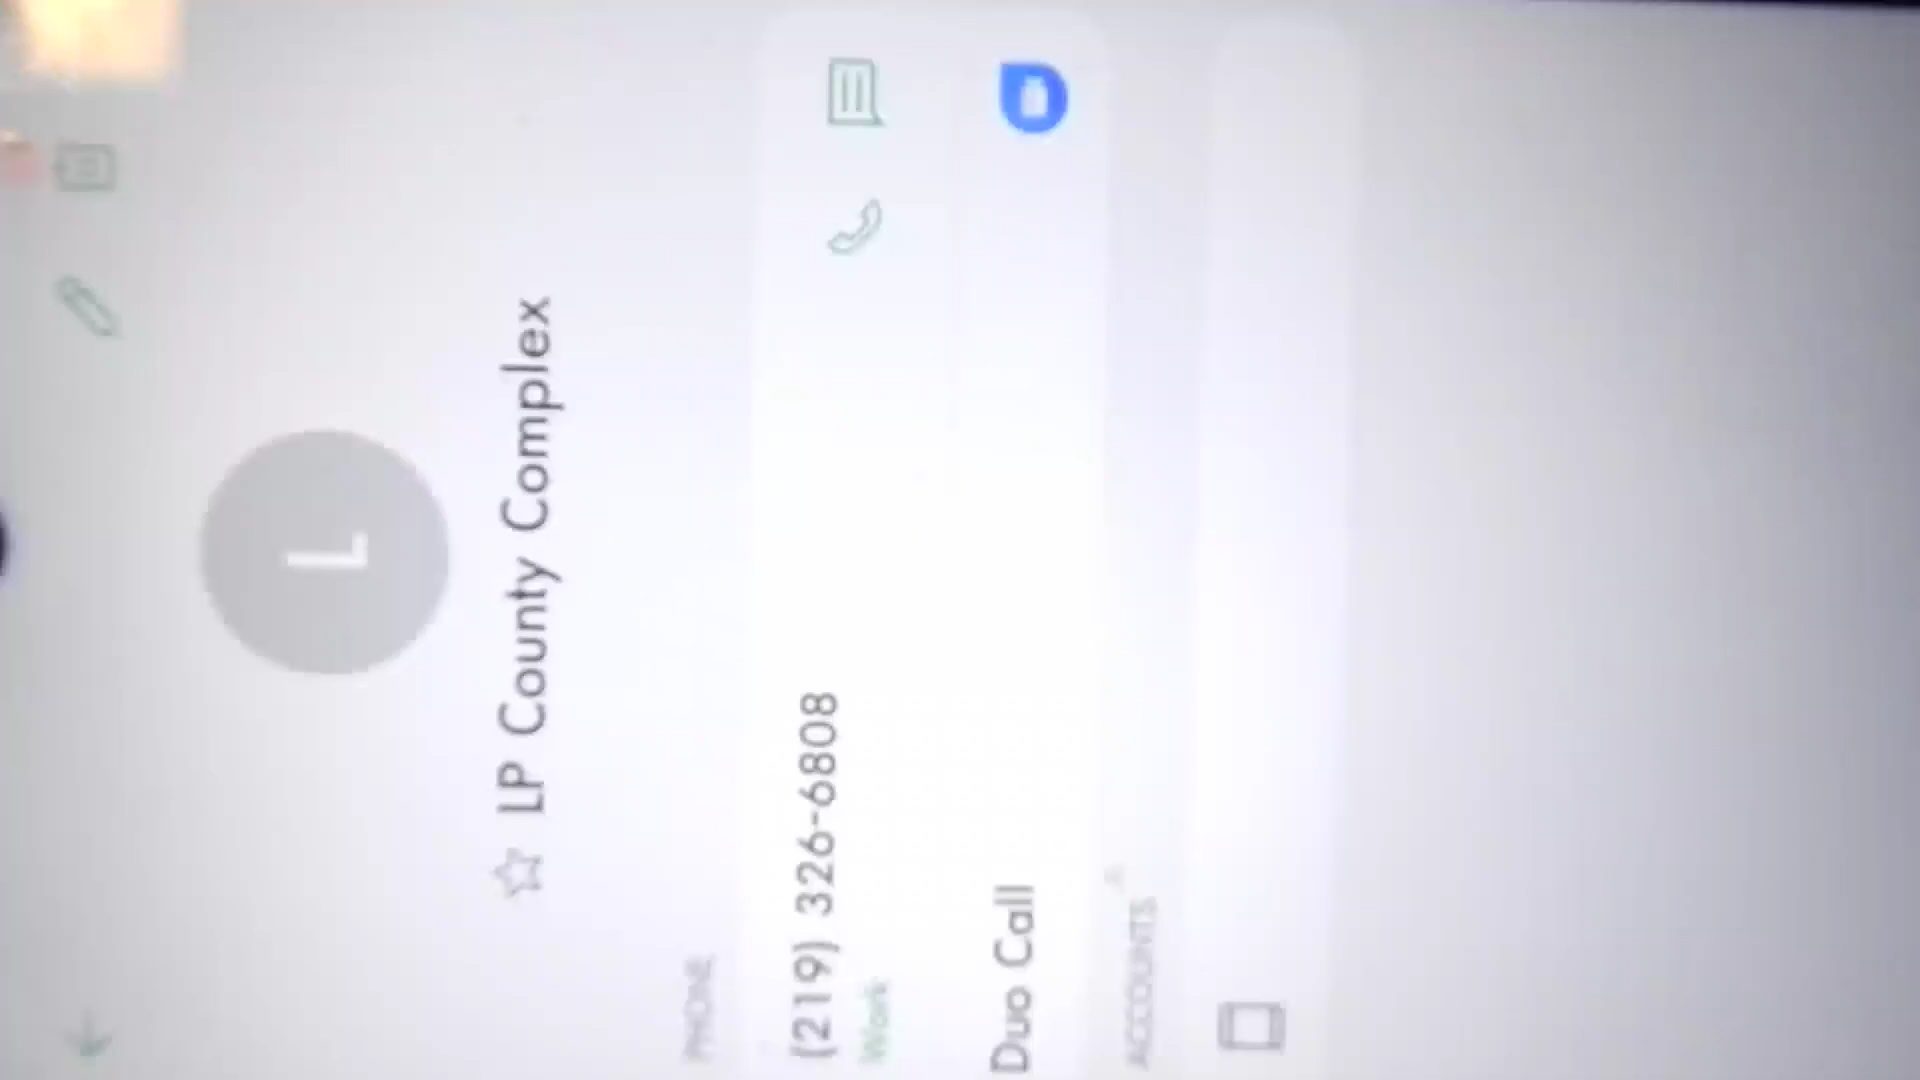 L
LP County Complex
PHONE
(219) 326-6808
Work
Duo Call
ACCOUNTS